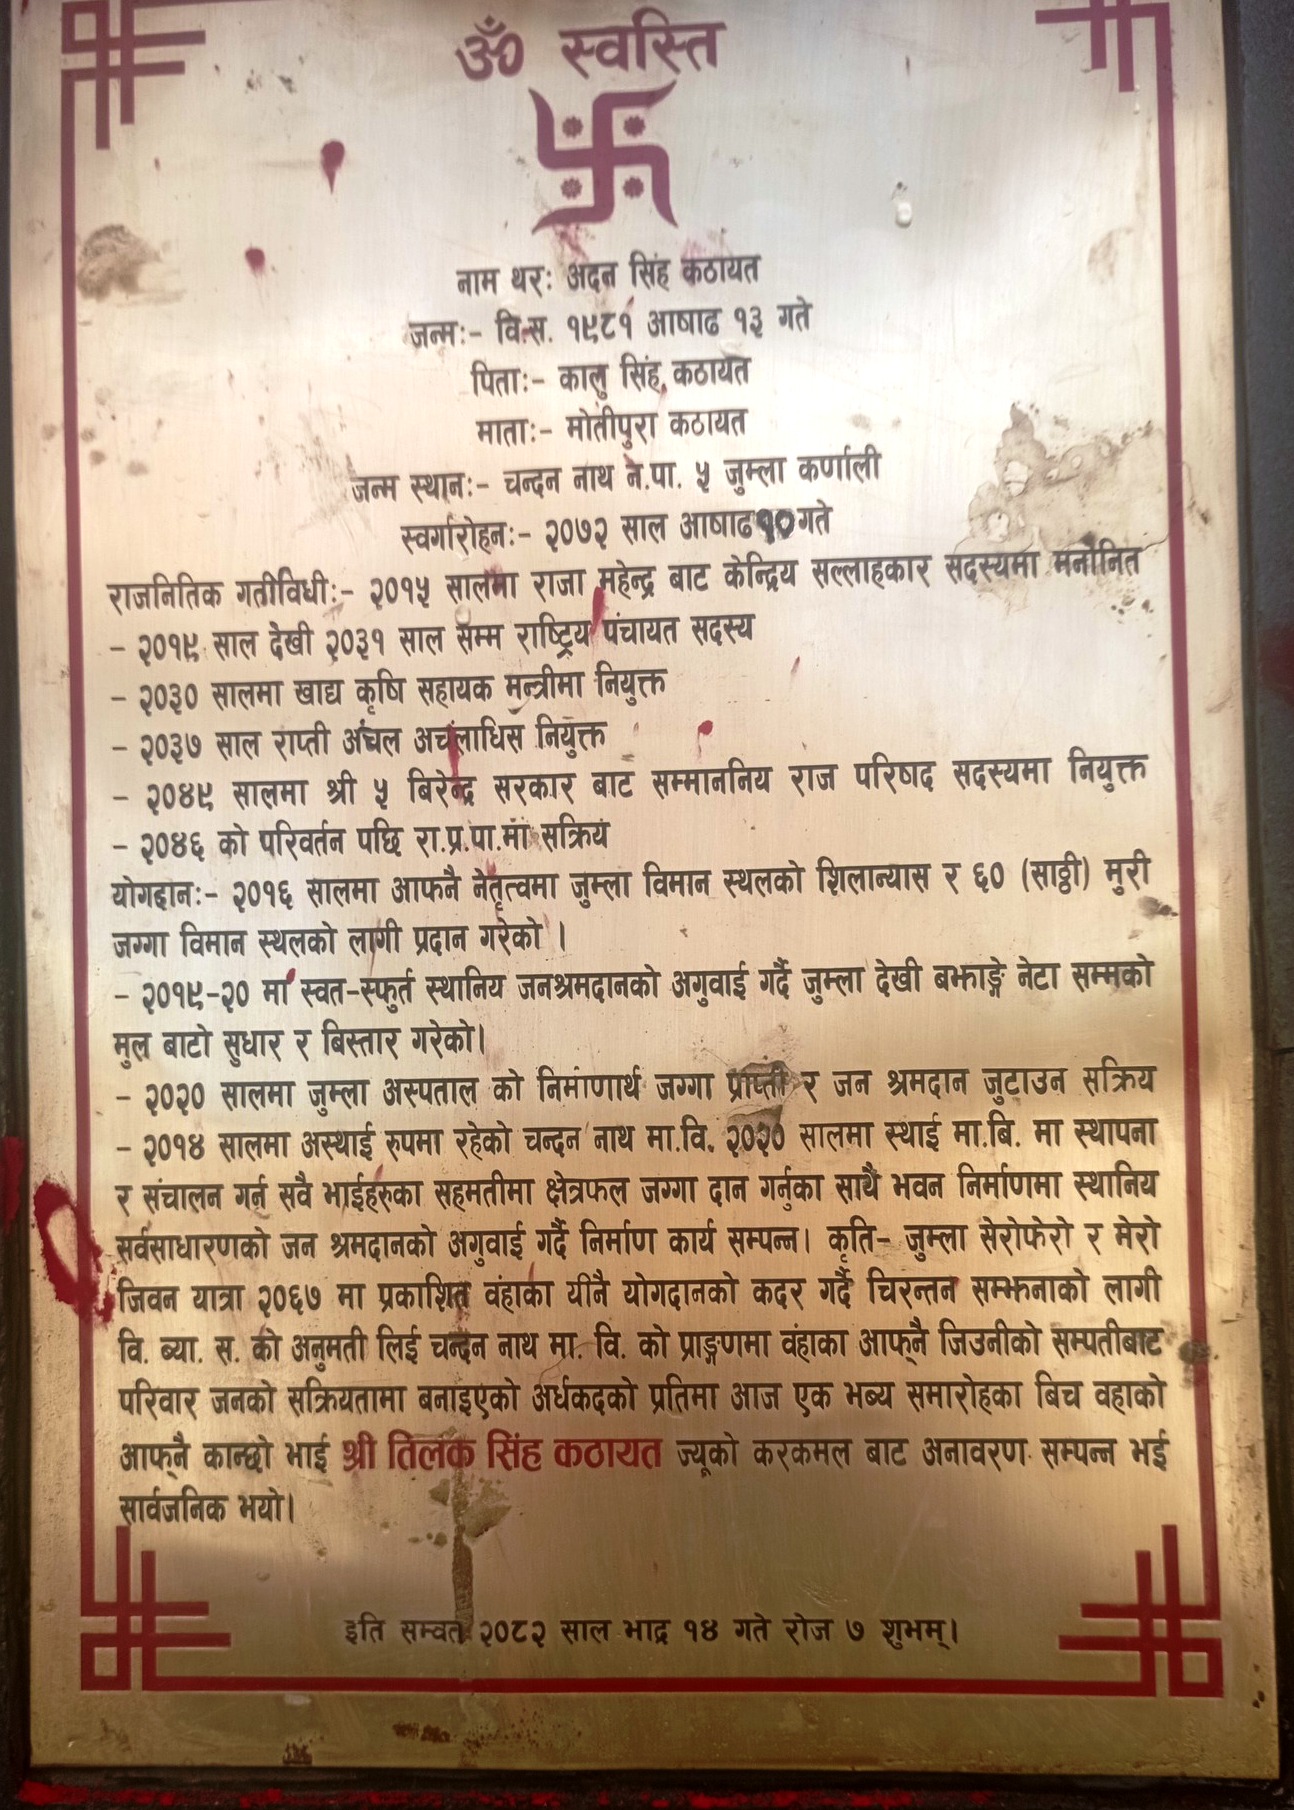 ॐ स्वस्ति
नाम थरः अदन सिंह कठायत
जन्मः- वि.स. १९८१ आषाढ १३ गते
पिताः- कालु सिंह कठायत
माताः- मोतीपुरा कठायत
जन्म स्थानः- चन्दन नाथ न.पा. ५ जुम्ला कर्णाली
स्वर्गारोहनः- २०७२ साल आषाढ १० गते
राजनितिक गतीविधीः- २०१५ सालमा राजा महेन्द्र बाट केन्द्रिय सल्लाहकार सदस्यमा मनोनित
- २०१९ साल देखी २०३१ साल सम्म राष्ट्रिय पंचायत सदस्य
- २०३० सालमा खाद्य कृषि सहायक मन्त्रीमा नियुक्त
- २०३७ साल राप्ती अंचल अचंलाधिस नियुक्त
- २०४९ सालमा श्री ५ बिरेन्द्र सरकार बाट सम्माननिय राज परिषद सदस्यमा नियुक्त
- २०४६ को परिवर्तन पछि रा.प्र.पा.मा सक्रिय
योगद्दानः- २०१६ सालमा आफनै नेतृत्वमा जुम्ला विमान स्थलको शिलान्यास र ६० (साठ्ठी) मुरी
जग्गा विमान स्थलको लागी प्रदान गरेको ।
- २०१९-२० मा स्वत-स्फुर्त स्थानिय जनश्रमदानको अगुवाई गर्दै जुम्ला देखी बझाङ्गे नेटा सम्मको
मुल बाटो सुधार र बिस्तार गरेको।
- २०२० सालमा जुम्ला अस्पताल को निर्माणार्थ जग्गा प्राप्ती र जन श्रमदान जुटाउन सक्रिय
- २०१४ सालमा अस्थाई रुपमा रहेको चन्दन नाथ मा.वि. २०२० सालमा स्थाई मा.बि. मा स्थापना
र संचालन गर्न सवै भाईहरुका सहमतीमा क्षेत्रफल जग्गा दान गर्नुका साथै भवन निर्माणमा स्थानिय
सर्वसाधारणको जन श्रमदानको अगुवाई गर्दै निर्माण कार्य सम्पन्न। कृति- जुम्ला सेरोफेरो र मेरो
जिवन यात्रा २०६७ मा प्रकाशित वंहाका यीनै योगदानको कदर गर्दै चिरन्तन सम्झनाको लागी
वि. ब्या. स. को अनुमती लिई चन्दन नाथ मा. वि. को प्राङ्गणमा वंहाका आफ्नै जिउनीको सम्पतीबाट
परिवार जनको सक्रियतामा बनाइएको अर्धकदको प्रतिमा आज एक भब्य समारोहका बिच वहाको
आफ्नै कान्छो भाई श्री तिलक सिंह कठायत ज्यूको करकमल बाट अनावरण सम्पन्न भई
सार्वजनिक भयो।
इति सम्वत २०८२ साल भाद्र १४ गते रोज ७ शुभम्।